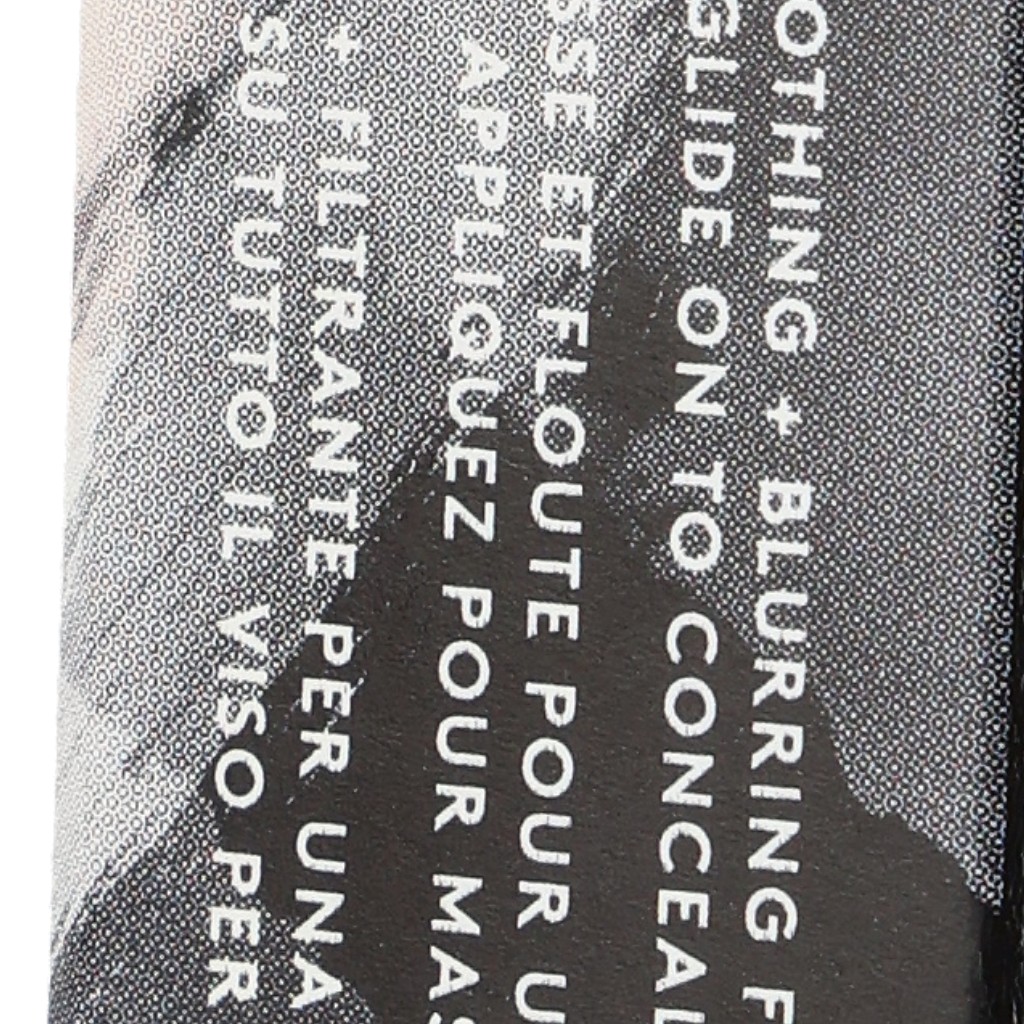 OTHING + BLURRING F
GLIDE ON TO CONCEAL
SSE ET FLOUTE POUR U
APPLIQUEZ POUR MAS
+ FILTRANTE PER UNA
SU TUTTO IL VISO PER